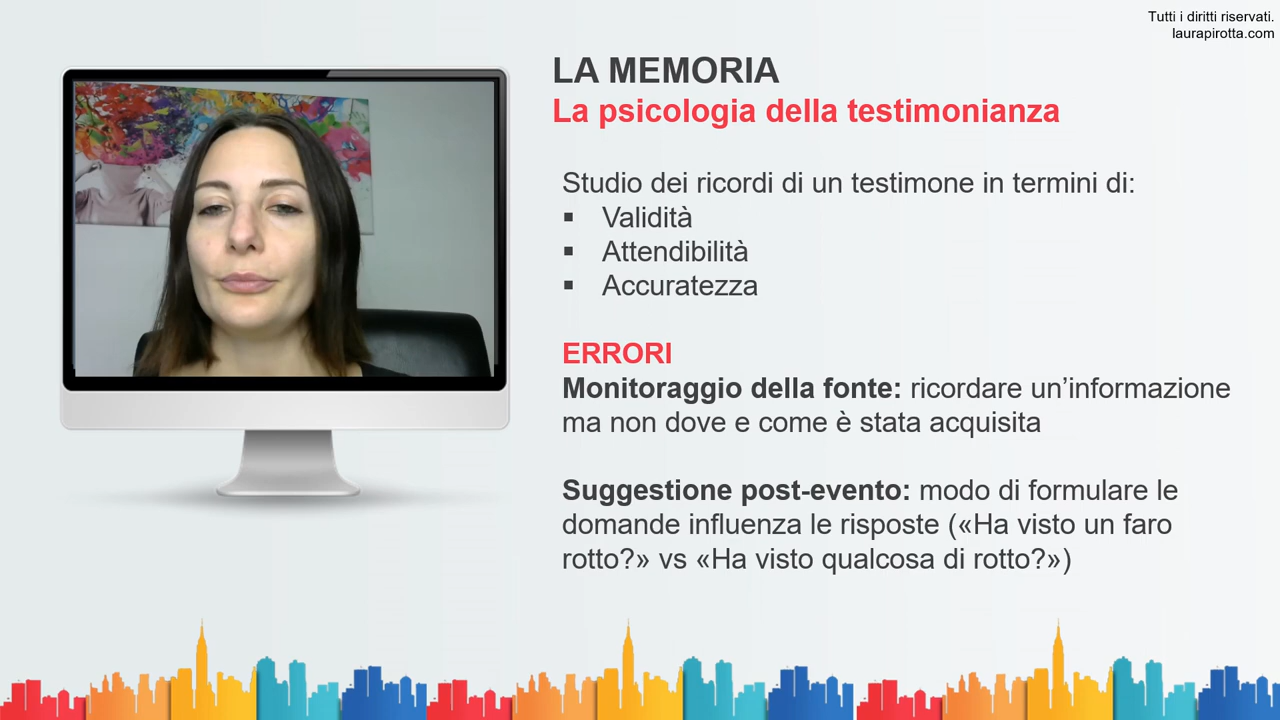 Tutti i diritti riservati.
laurapirotta.com
LA MEMORIA
La psicologia della testimonianza
Studio dei ricordi di un testimone in termini di:
▪ Validità
▪ Attendibilità
▪ Accuratezza
ERRORI
Monitoraggio della fonte: ricordare un’informazione
ma non dove e come è stata acquisita
Suggestione post-evento: modo di formulare le
domande influenza le risposte («Ha visto un faro
rotto?» vs «Ha visto qualcosa di rotto?»)